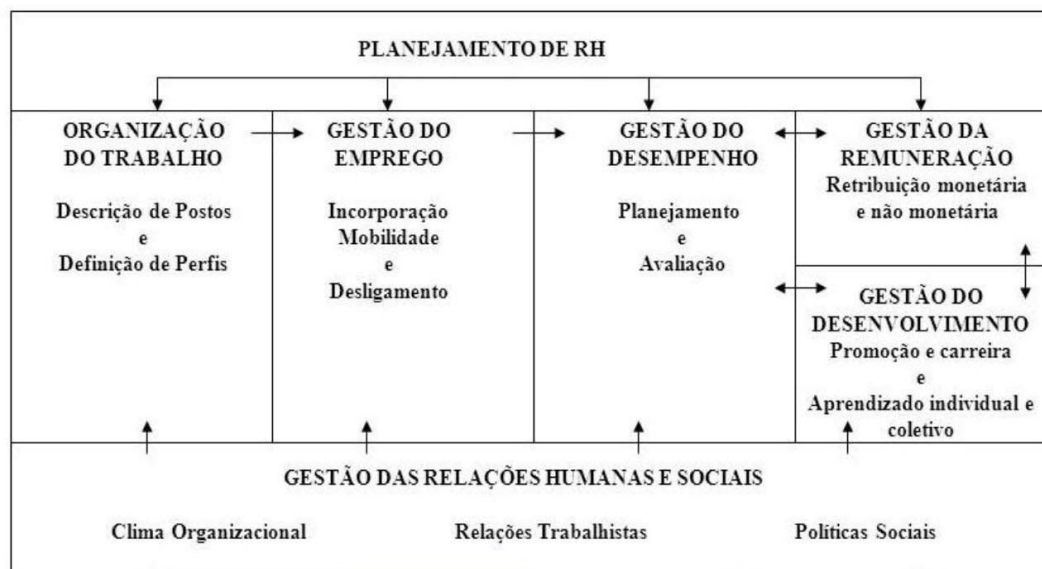 PLANEJAMENTO DE RH
ORGANIZAÇÃO
DO TRABALHO
Descrição de Postos
e
Definição de Perfis
GESTÃO DO
EMPREGO
Incorporação
Mobilidade
e
Desligamento
GESTÃO DO
DESEMPENHO
Planejamento
e
Avaliação
GESTÃO DA
REMUNERAÇÃO
Retribuição monetária
e não monetária
GESTÃO DO
DESENVOLVIMENTO
Promoção e carreira
e
Aprendizado individual e
coletivo
GESTÃO DAS RELAÇÕES HUMANAS E SOCIAIS
Clima Organizacional
Relações Trabalhistas
Políticas Sociais